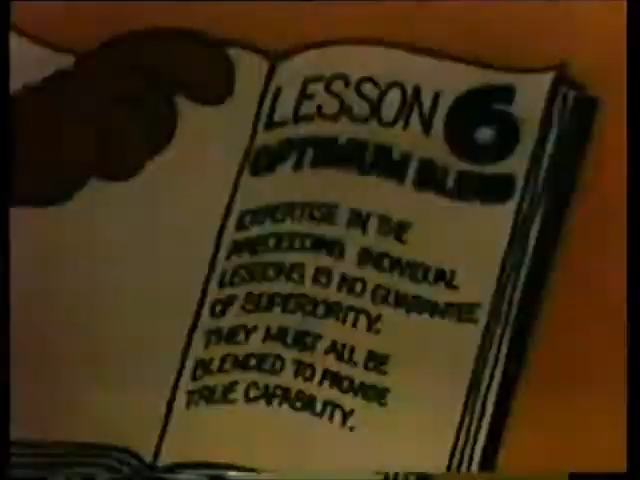 LESSON 6
OPTIMUM BLEND
EXPERTISE IN THE
PRECEEDING INDIVIDUAL
LESSONS IS NO GUARANTEE
OF SUPERIORITY.
THEY MUST ALL BE
BLENDED TO PROVIDE
TRUE CAPABILITY.